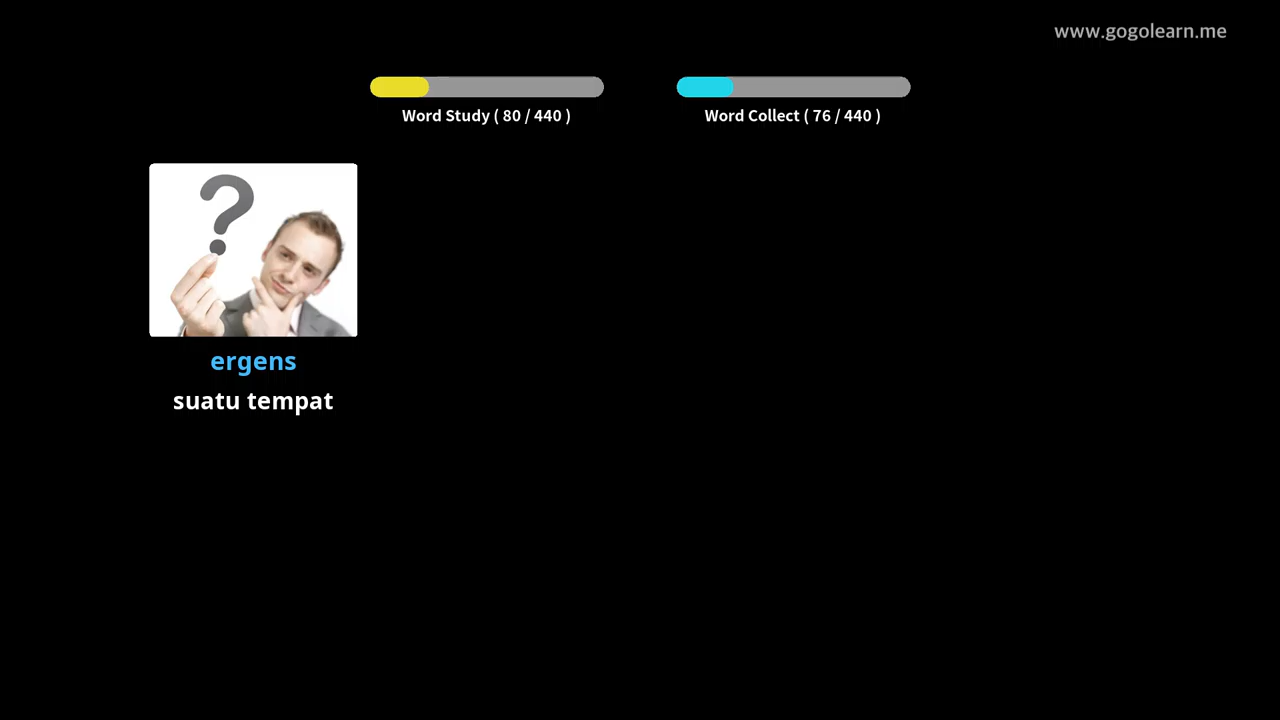 www.gogolearn.me
Word Study ( 80 / 440 )
Word Collect ( 76 / 440 )
?
ergens
suatu tempat